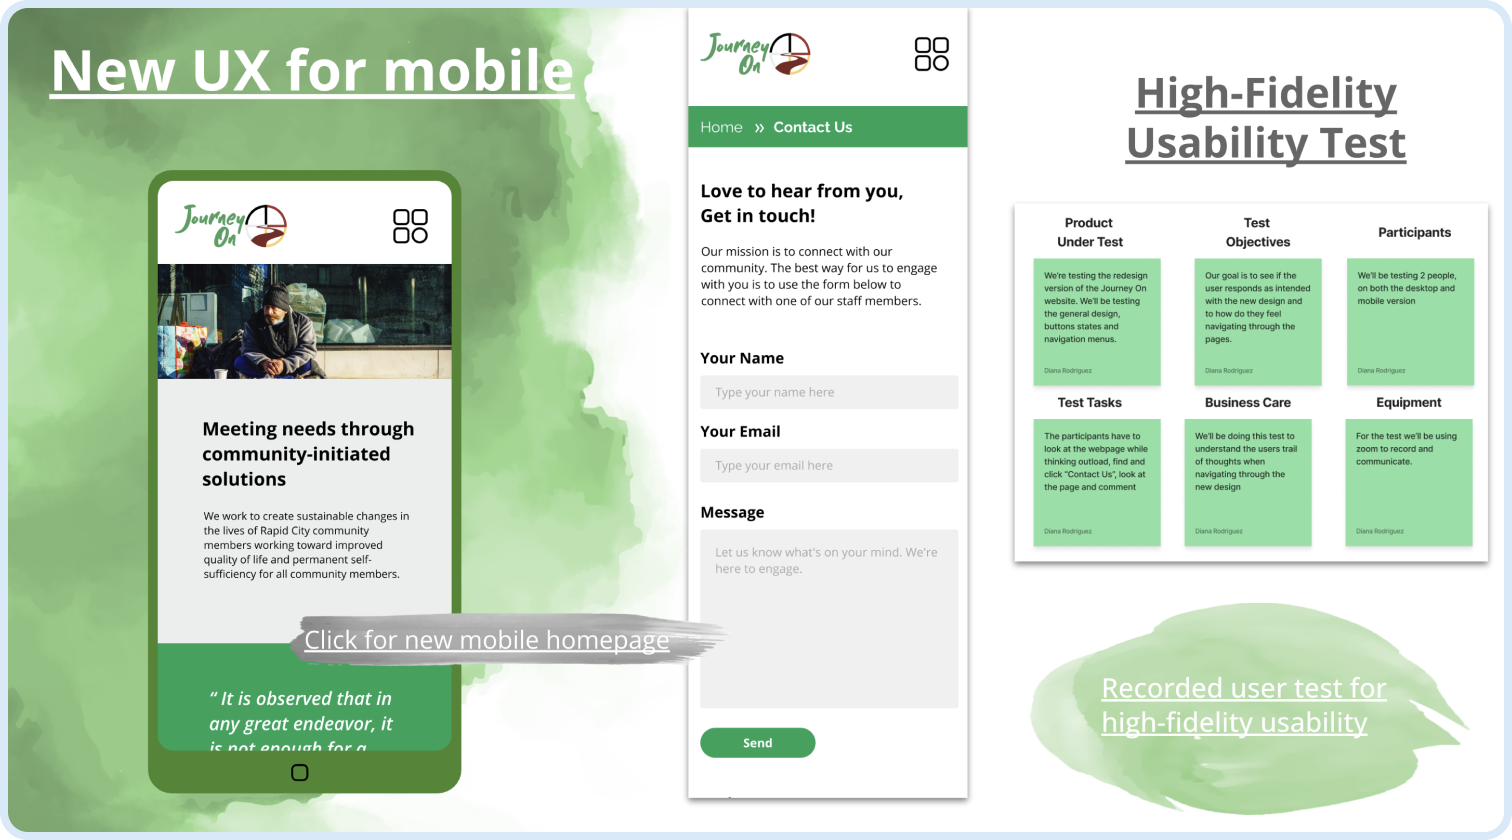 New UX for mobile
Journey
On
Meeting needs through
community-initiated
solutions
We work to create sustainable changes in
the lives of Rapid City community
members working toward improved
quality of life and permanent self-
sufficiency for all community members.
Click for new mobile homepage
“ It is observed that in
any great endeavor, it
is not enough for a
Journey
On
Home » Contact Us
Love to hear from you,
Get in touch!
Our mission is to connect with our
community. The best way for us to engage
with you is to use the form below to
connect with one of our staff members.
Your Name
Type your name here
Your Email
Type your email here
Message
Let us know what's on your mind. We're
here to engage.
Send
High-Fidelity
Usability Test
Product
Under Test
We're testing the redesign
version of the Journey On
website. We'll be testing
the general design,
buttons states and
navigation menus.
Diana Rodriguez
Test
Objectives
Our goal is to see if the
user responds as intended
with the new design and
to how do they feel
navigating through the
pages.
Diana Rodriguez
Participants
We'll be testing 2 people,
on both the desktop and
mobile version
Diana Rodriguez
Test Tasks
The participants have to
look at the webpage while
thinking outload, find and
click “Contact Us”, look at
the page and comment
Diana Rodriguez
Business Care
We'll be doing this test to
understand the users trail
of thoughts when
navigating through the
new design
Diana Rodriguez
Equipment
For the test we'll be using
zoom to record and
communicate.
Diana Rodriguez
Recorded user test for
high-fidelity usability